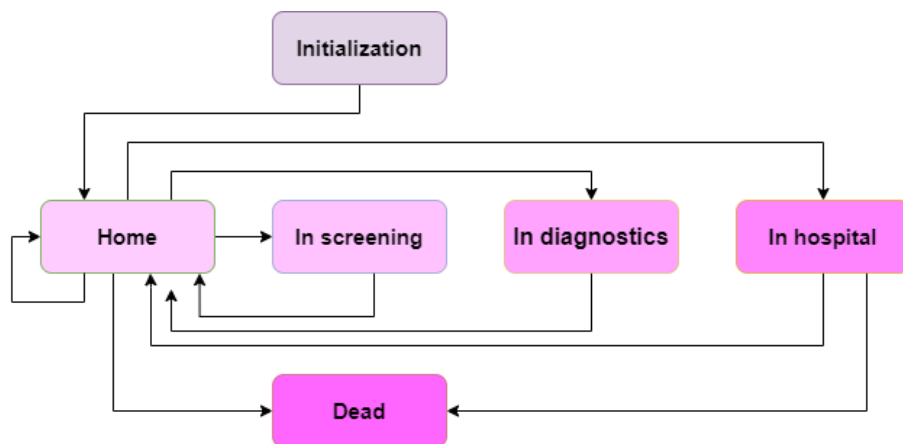 Initialization
Home
In screening
In diagnostics
In hospital
Dead